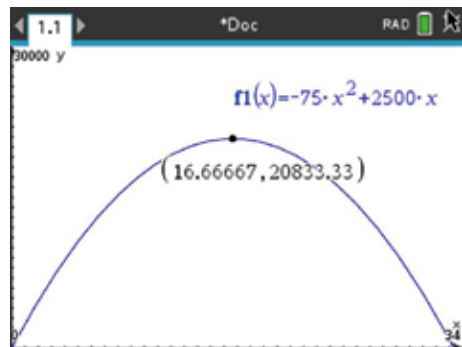 1.1 *Doc RAD
30000 y
f1(x)=-75·x²+2500·x
(16.66667,20833.33)
0 34
x